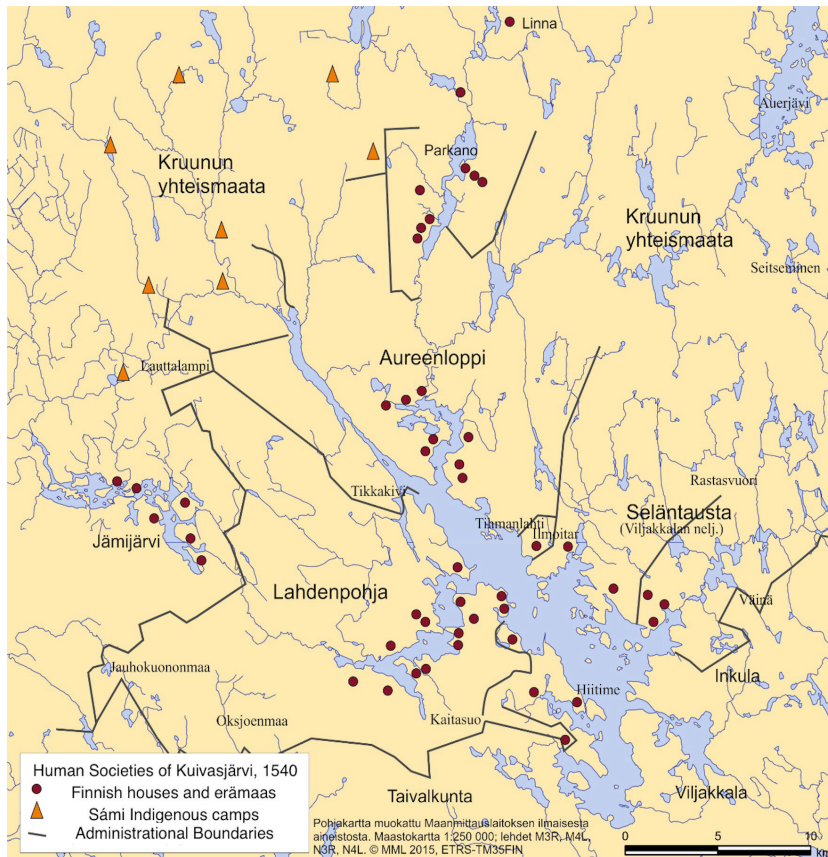 Linna
Auerjävi
Parkano
Kruunun
yhteismaata
Kruunun
yhteismaata
Seitseminen
Aureenloppi
Lauttalampi
Rastasvuori
Tikkakivi
Seläntausta
(Viljakkalan nelj.)
Tiimanlahti
Ilmoitar
Jämijärvi
Lahdenpohja
Väinä
Jauhokuononmaa
Inkula
Hiitime
Oksjoenmaa
Kaitasuo
Taivalkunta
Viljakkala
Human Societies of Kuivasjärvi, 1540
Finnish houses and erämaas
Sámi Indigenous camps
Administrational Boundaries
Pohjakartta muokattu Maanmittauslaitoksen ilmaisesta
aineistosta. Maastokartta 1:250 000; lehdet M3R, M4L,
N3R, N4L. © MML 2015, ETRS-TM35FIN
0 5 10
km